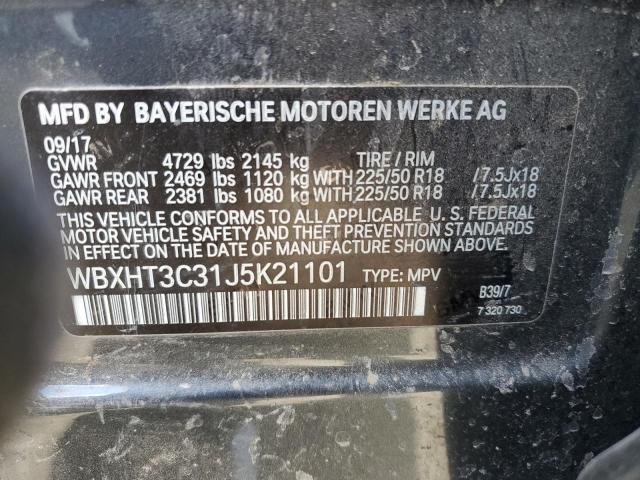 MFD BY BAYERISCHE MOTOREN WERKE AG
09/17
GVWR 4729 lbs 2145 kg TIRE / RIM
GAWR FRONT 2469 lbs 1120 kg WITH 225/50 R18 /7.5Jx18
GAWR REAR 2381 lbs 1080 kg WITH 225/50 R18 /7.5Jx18
THIS VEHICLE CONFORMS TO ALL APPLICABLE U. S. FEDERAL
MOTOR VEHICLE SAFETY AND THEFT PREVENTION STANDARDS
IN EFFECT ON THE DATE OF MANUFACTURE SHOWN ABOVE.
WBXHT3C31J5K21101 TYPE: MPV
B39/7
7 320 730